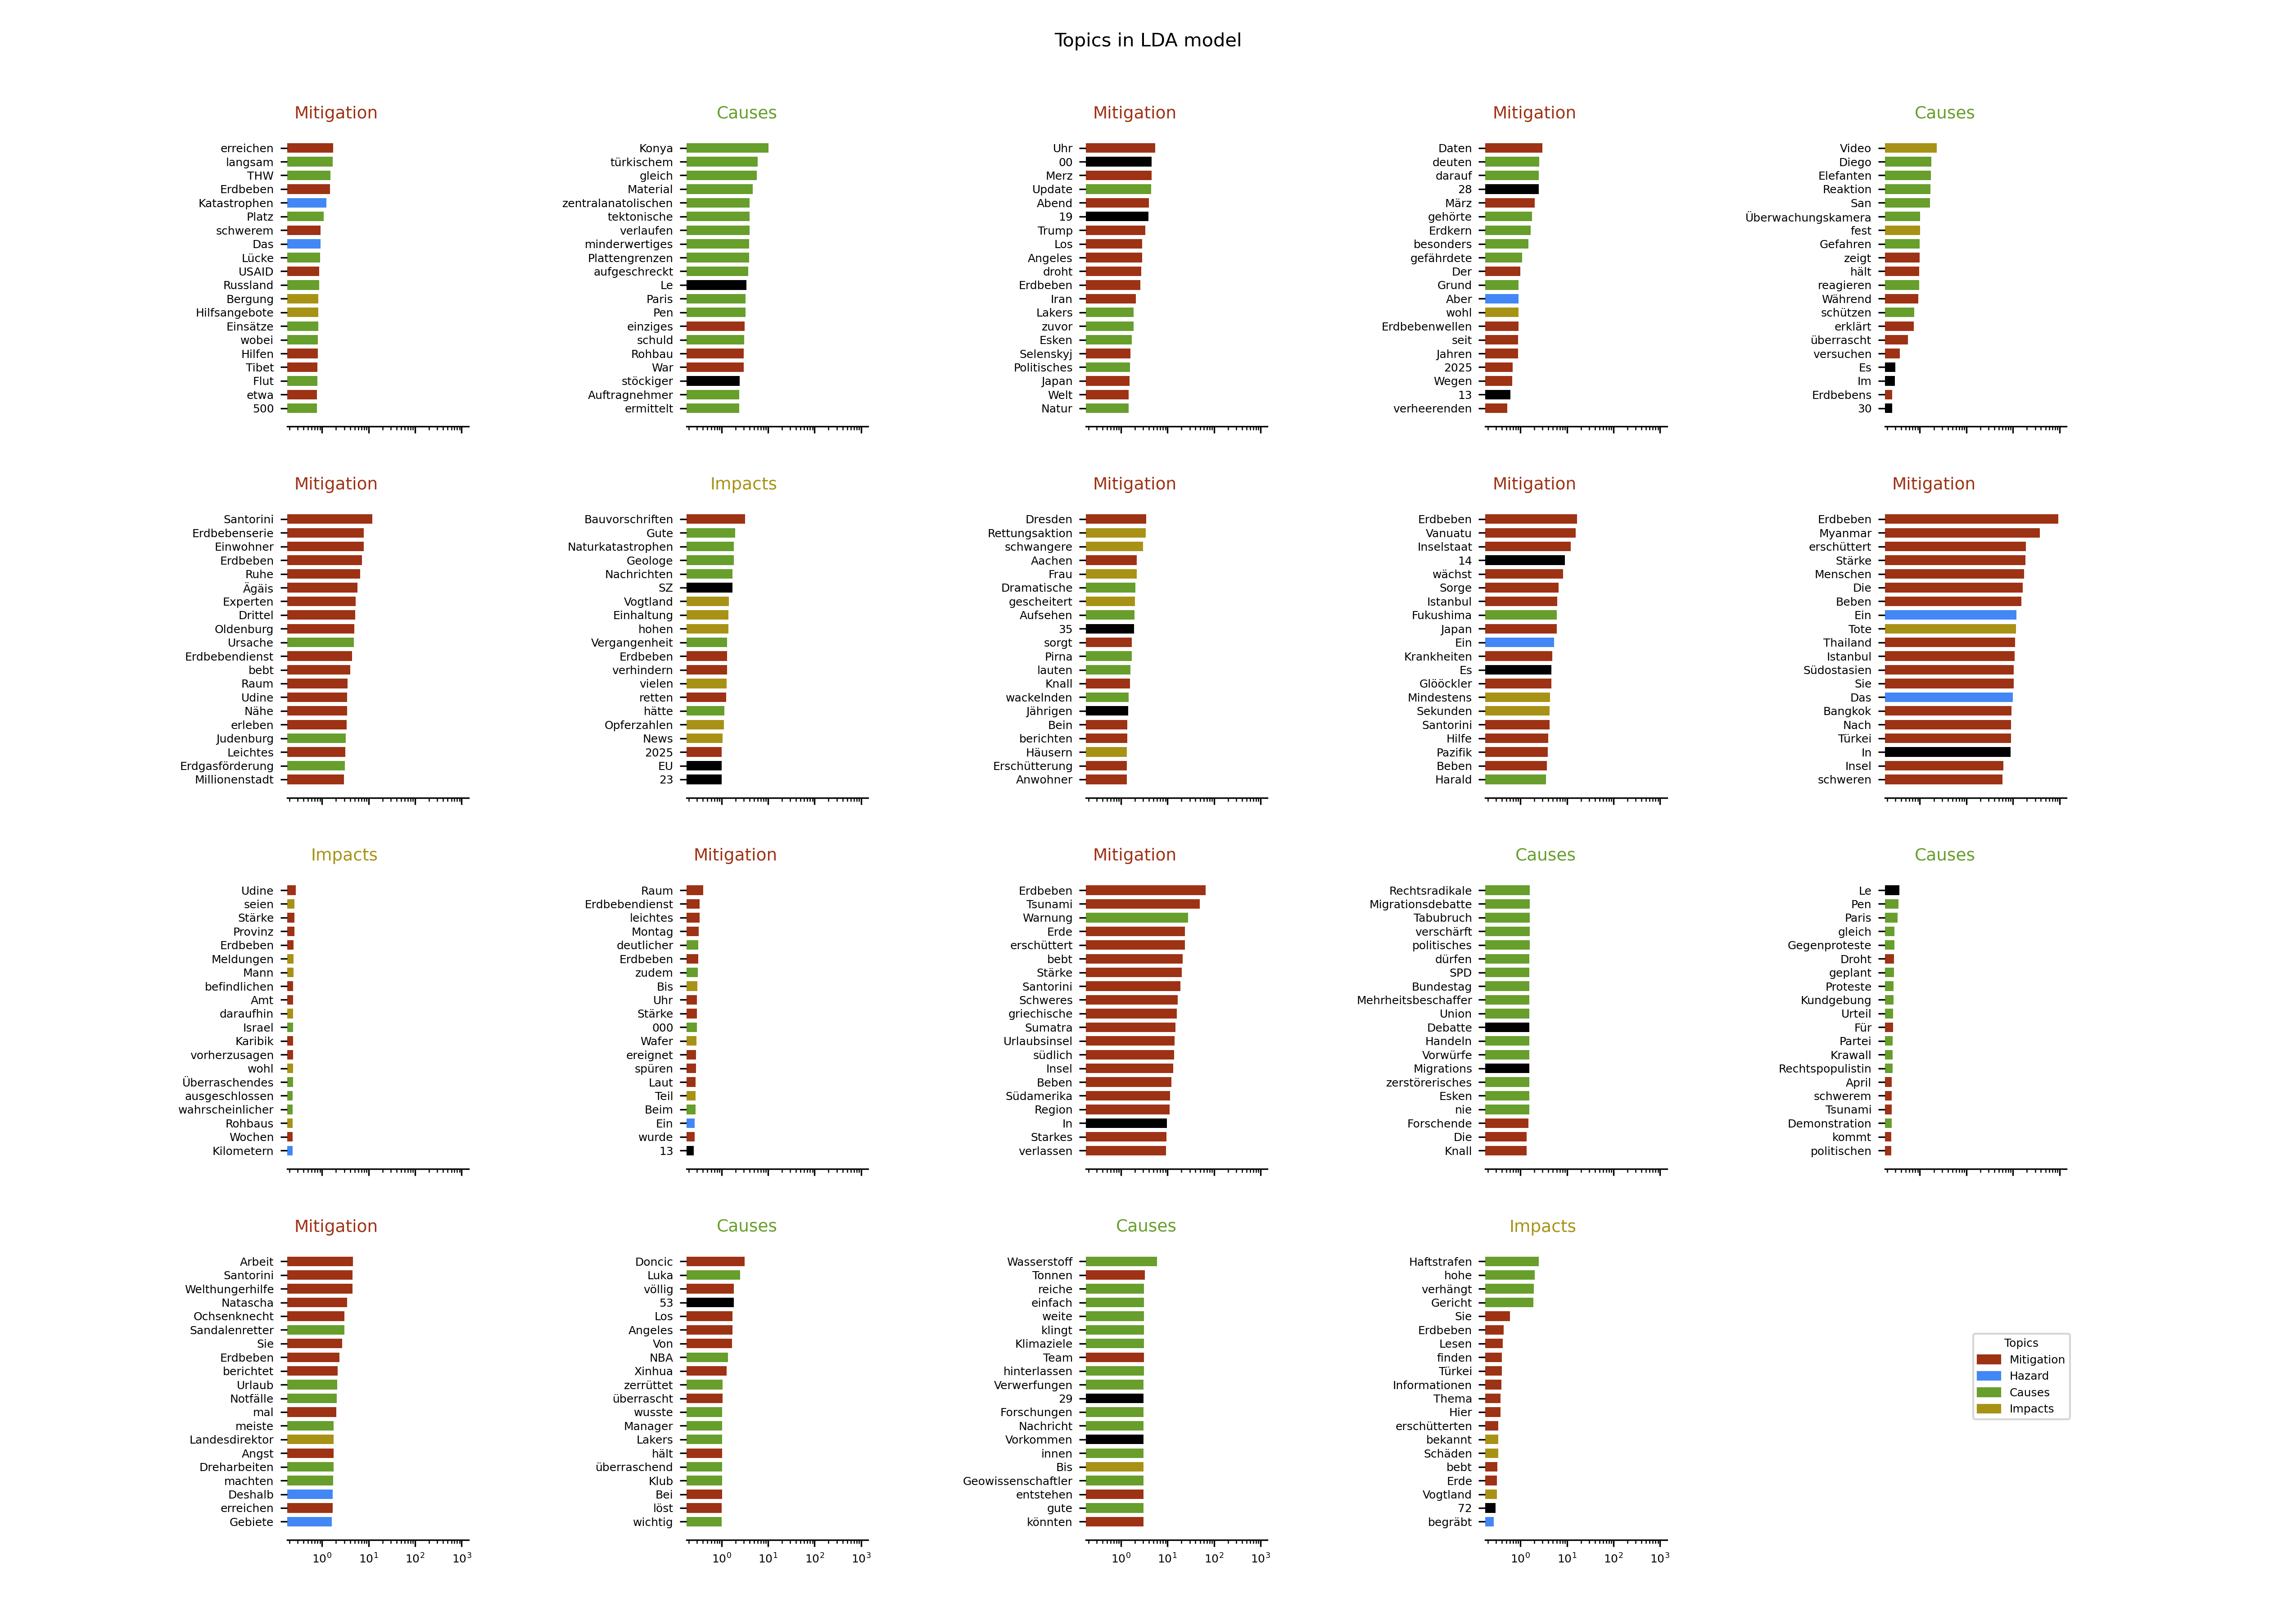 Topics in LDA model
Mitigation
erreichen
langsam
THW
Erdbeben
Katastrophen
Platz
schwerem
Das
Lücke
USAID
Russland
Bergung
Hilfsangebote
Einsätze
wobei
Hilfen
Tibet
Flut
etwa
500
Causes
Konya
türkischem
gleich
Material
zentralanatolischen
tektonische
verlaufen
minderwertiges
Plattengrenzen
aufgeschreckt
Le
Paris
Pen
einziges
schuld
Rohbau
War
stöckiger
Auftragnehmer
ermittelt
Mitigation
Uhr
00
Merz
Update
Abend
19
Trump
Los
Angeles
droht
Erdbeben
Iran
Lakers
zuvor
Esken
Selenskyj
Politisches
Japan
Welt
Natur
Mitigation
Daten
deuten
darauf
28
März
gehörte
Erdkern
besonders
gefährdete
Der
Grund
Aber
wohl
Erdbebenwellen
seit
Jahren
2025
Wegen
13
verheerenden
Causes
Video
Diego
Elefanten
Reaktion
San
Überwachungskamera
fest
Gefahren
zeigt
hält
reagieren
Während
schützen
erklärt
überrascht
versuchen
Es
Im
Erdbebens
30
Mitigation
Santorini
Erdbebenserie
Einwohner
Erdbeben
Ruhe
Ägäis
Experten
Drittel
Oldenburg
Ursache
Erdbebendienst
bebt
Raum
Udine
Nähe
erleben
Judenburg
Leichtes
Erdgasförderung
Millionenstadt
Impacts
Bauvorschriften
Gute
Naturkatastrophen
Geologe
Nachrichten
SZ
Vogtland
Einhaltung
hohen
Vergangenheit
Erdbeben
verhindern
vielen
retten
hätte
Opferzahlen
News
2025
EU
23
Mitigation
Dresden
Rettungsaktion
schwangere
Aachen
Frau
Dramatische
gescheitert
Aufsehen
35
sorgt
Pirna
lauten
Knall
wackelnden
Jährigen
Bein
berichten
Häusern
Erschütterung
Anwohner
Mitigation
Erdbeben
Vanuatu
Inselstaat
14
wächst
Sorge
Istanbul
Fukushima
Japan
Ein
Krankheiten
Es
Glööckler
Mindestens
Sekunden
Santorini
Hilfe
Pazifik
Beben
Harald
Mitigation
Erdbeben
Myanmar
erschüttert
Stärke
Menschen
Die
Beben
Ein
Tote
Thailand
Istanbul
Südostasien
Sie
Das
Bangkok
Nach
Türkei
In
Insel
schweren
Impacts
Udine
seien
Stärke
Provinz
Erdbeben
Meldungen
Mann
befindlichen
Amt
daraufhin
Israel
Karibik
vorherzusagen
wohl
Überraschendes
ausgeschlossen
wahrscheinlicher
Rohbaus
Wochen
Kilometern
Mitigation
Raum
Erdbebendienst
leichtes
Montag
deutlicher
Erdbeben
zudem
Bis
Uhr
Stärke
000
Wafer
ereignet
spüren
Laut
Teil
Beim
Ein
wurde
13
Mitigation
Erdbeben
Tsunami
Warnung
Erde
erschüttert
bebt
Stärke
Santorini
Schweres
griechische
Sumatra
Urlaubsinsel
südlich
Insel
Beben
Südamerika
Region
In
Starkes
verlassen
Causes
Rechtsradikale
Migrationsdebatte
Tabubruch
verschärft
politisches
dürfen
SPD
Bundestag
Mehrheitsbeschaffer
Union
Debatte
Handeln
Vorwürfe
Migrations
zerstörerisches
Esken
nie
Forschende
Die
Knall
Causes
Le
Pen
Paris
gleich
Gegenproteste
Droht
geplant
Proteste
Kundgebung
Urteil
Für
Partei
Krawall
Rechtspopulistin
April
schwerem
Tsunami
Demonstration
kommt
politischen
Mitigation
Arbeit
Santorini
Welthungerhilfe
Natascha
Ochsenknecht
Sandalenretter
Sie
Erdbeben
berichtet
Urlaub
Notfälle
mal
meiste
Landesdirektor
Angst
Dreharbeiten
machten
Deshalb
erreichen
Gebiete
10⁰ 10¹ 10² 10³
Causes
Doncic
Luka
völlig
53
Los
Angeles
Von
NBA
Xinhua
zerrüttet
überrascht
wusste
Manager
Lakers
hält
überraschend
Klub
Bei
löst
wichtig
10⁰ 10¹ 10² 10³
Causes
Wasserstoff
Tonnen
reiche
einfach
weite
klingt
Klimaziele
Team
hinterlassen
Verwerfungen
29
Forschungen
Nachricht
Vorkommen
innen
Bis
Geowissenschaftler
entstehen
gute
könnten
10⁰ 10¹ 10² 10³
Impacts
Haftstrafen
hohe
verhängt
Gericht
Sie
Erdbeben
Lesen
finden
Türkei
Informationen
Thema
Hier
erschütterten
bekannt
Schäden
bebt
Erde
Vogtland
72
begräbt
10⁰ 10¹ 10² 10³
Topics
Mitigation
Hazard
Causes
Impacts